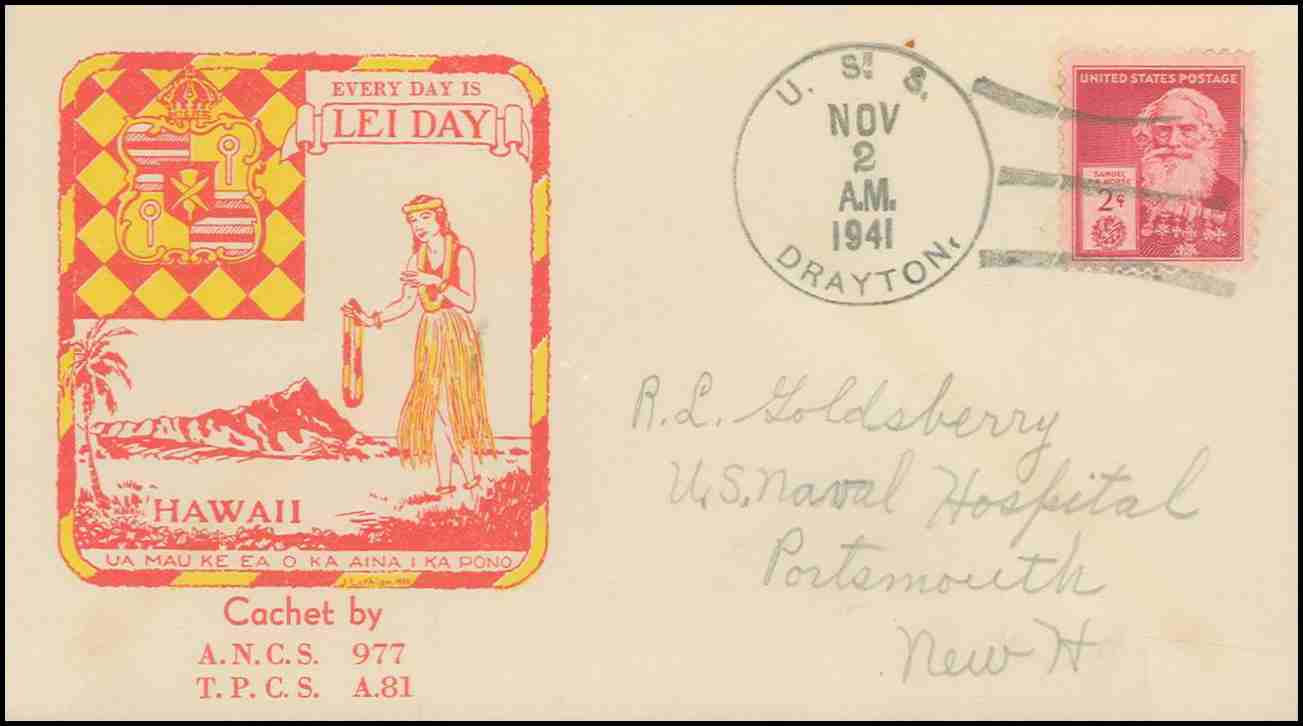 EVERY DAY IS
LEI DAY
HAWAII
UA MAU KE EA O KA AINA I KA PONO
Cachet by
A.N.C.S. 977
T.P.C.S. A.81
U. S. S.
NOV
2
A.M.
1941
DRAYTON,
UNITED STATES POSTAGE
SAMUEL
MORSE
2¢
R. L. Goldsberry
U.S. Naval Hospital
Portsmouth
New H